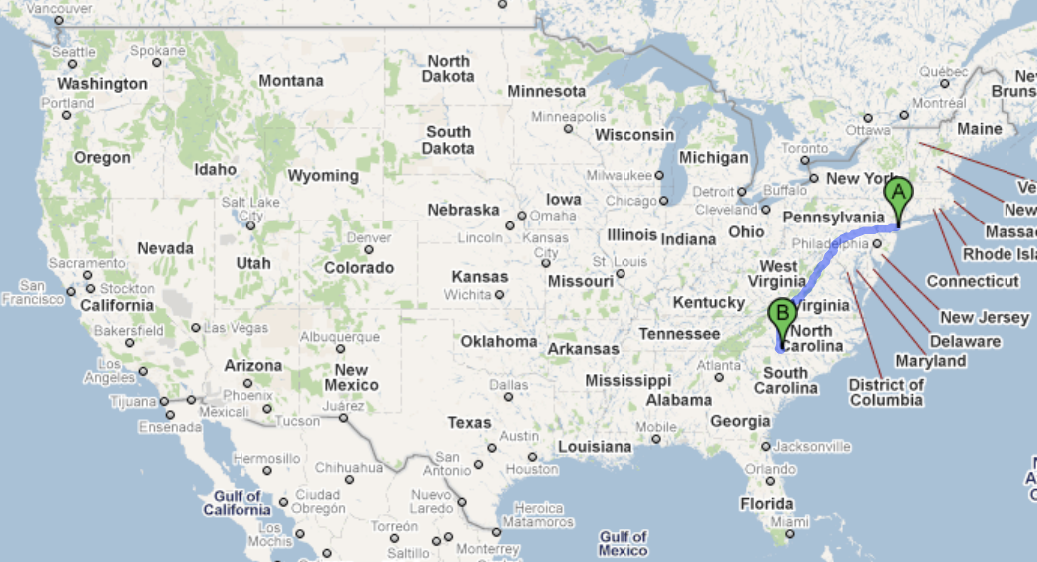 Vancouver
Seattle
Spokane
Washington
Portland
Montana
North
Dakota
Minnesota
Minneapolis
Québec
Montréal
Ottawa
Maine
Oregon
Idaho
Wyoming
South
Dakota
Wisconsin
Michigan
Toronto
Milwaukee
Detroit
Buffalo
New York
A
Salt Lake
City
Nebraska
Iowa
Omaha
Lincoln
Chicago
Cleveland
Pennsylvania
Nevada
Utah
Denver
Colorado
Kansas
City
Illinois
Indiana
Ohio
Philadelphia
Rhode
Sacramento
Stockton
San
Francisco
California
Kansas
Wichita
Missouri
St. Louis
West
Virginia
Connecticut
Kentucky
Virginia
New Jersey
B
Bakersfield
Las Vegas
Albuquerque
Oklahoma
Arkansas
Tennessee
North
Carolina
Delaware
Maryland
Los
Angeles
Arizona
Phoenix
New
Mexico
Dallas
Mississippi
Atlanta
South
Carolina
District of
Columbia
Tijuana
Mexicali
Tucson
Juárez
Ensenada
Texas
Alabama
Georgia
Austin
Mobile
Louisiana
Jacksonville
Hermosillo
Chihuahua
San
Antonio
Houston
Orlando
Gulf of
California
Ciudad
Obregón
Nuevo
Laredo
Heroica
Matamoros
Florida
Los
Mochis
Torreón
Saltillo
Monterrey
Gulf of
Mexico
Miami